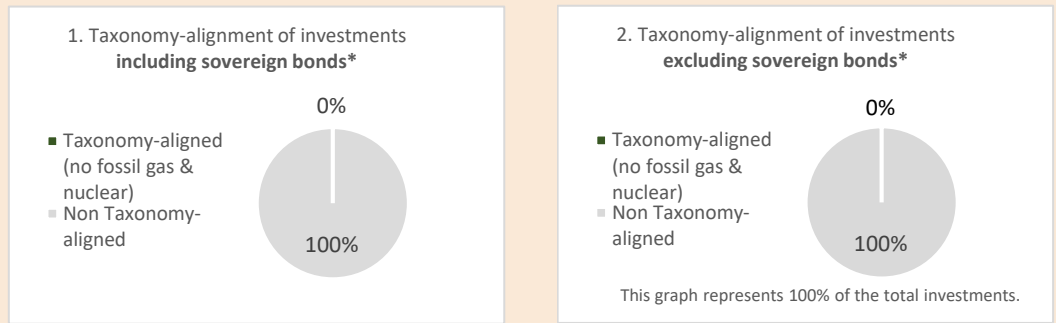 1. Taxonomy-alignment of investments
including sovereign bonds*
0%
Taxonomy-aligned
(no fossil gas &
nuclear)
Non Taxonomy-
aligned
100%
2. Taxonomy-alignment of investments
excluding sovereign bonds*
0%
Taxonomy-aligned
(no fossil gas &
nuclear)
Non Taxonomy-
aligned
100%
This graph represents 100% of the total investments.